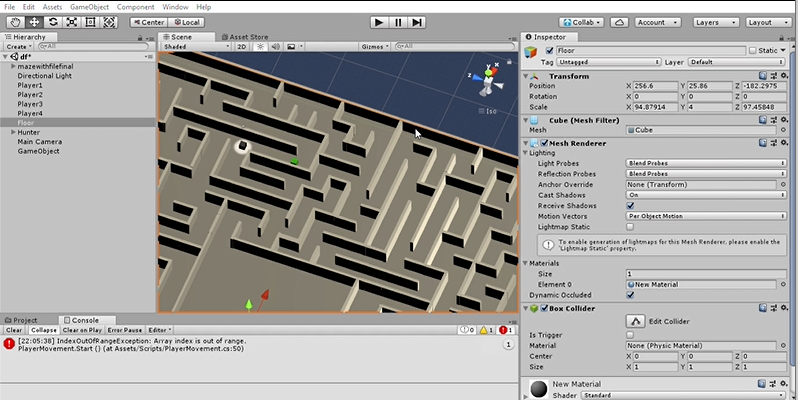 File Edit Assets GameObject Component Window Help
Center Local Collab Account Layers Layout
Hierarchy
Create All
df*
mazewithfilefinal
Directional Light
Player1
Player2
Player3
Player4
Floor
Hunter
Main Camera
GameObject
Scene Asset Store
Shaded 2D Gizmos All
y
x
z
Iso
Project Console
Clear Collapse Clear on Play Error Pause Editor 0 1 1
[22:05:38] IndexOutOfRangeException: Array index is out of range.
PlayerMovement.Start () (at Assets/Scripts/PlayerMovement.cs:50)
1
Inspector
Floor Static
Tag Untagged Layer Default
Transform
Position X 256.6 Y 25.86 Z -182.2975
Rotation X 0 Y 0 Z 0
Scale X 94.87914 Y 4 Z 97.45848
Cube (Mesh Filter)
Mesh Cube
Mesh Renderer
Lighting
Light Probes Blend Probes
Reflection Probes Blend Probes
Anchor Override None (Transform)
Cast Shadows On
Receive Shadows
Motion Vectors Per Object Motion
Lightmap Static
To enable generation of lightmaps for this Mesh Renderer, please enable the
'Lightmap Static' property.
Materials
Size 1
Element 0 New Material
Dynamic Occluded
Box Collider
Edit Collider
Is Trigger
Material None (Physic Material)
Center X 0 Y 0 Z 0
Size X 1 Y 1 Z 1
New Material
Shader Standard